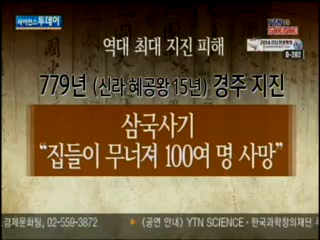 사이언스투데이
YTN
SCIENCE
2014
D-282
역대 최대 지진 피해
779년 (신라 혜공왕 15년) 경주 지진
삼국사기
“집들이 무너져 100여 명 사망”
경제문화팀, 02-559-3872 <공연 안내> YTN SCIENCE · 한국과학창의재단